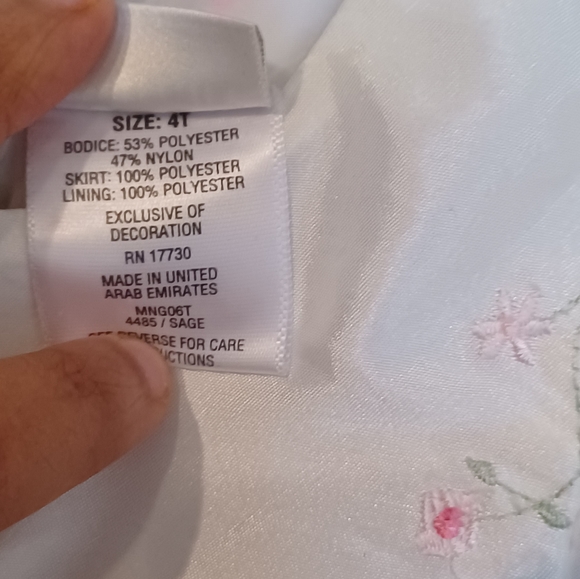 SIZE: 4T
BODICE: 53% POLYESTER
47% NYLON
SKIRT: 100% POLYESTER
LINING: 100% POLYESTER
EXCLUSIVE OF
DECORATION
RN 17730
MADE IN UNITED
ARAB EMIRATES
MNG06T
4485 / SAGE
REVERSE FOR CARE